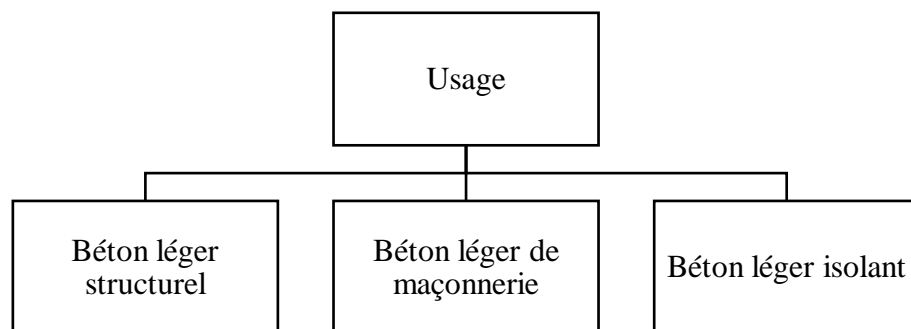 Usage
Béton léger
structurel
Béton léger de
maçonnerie
Béton léger isolant